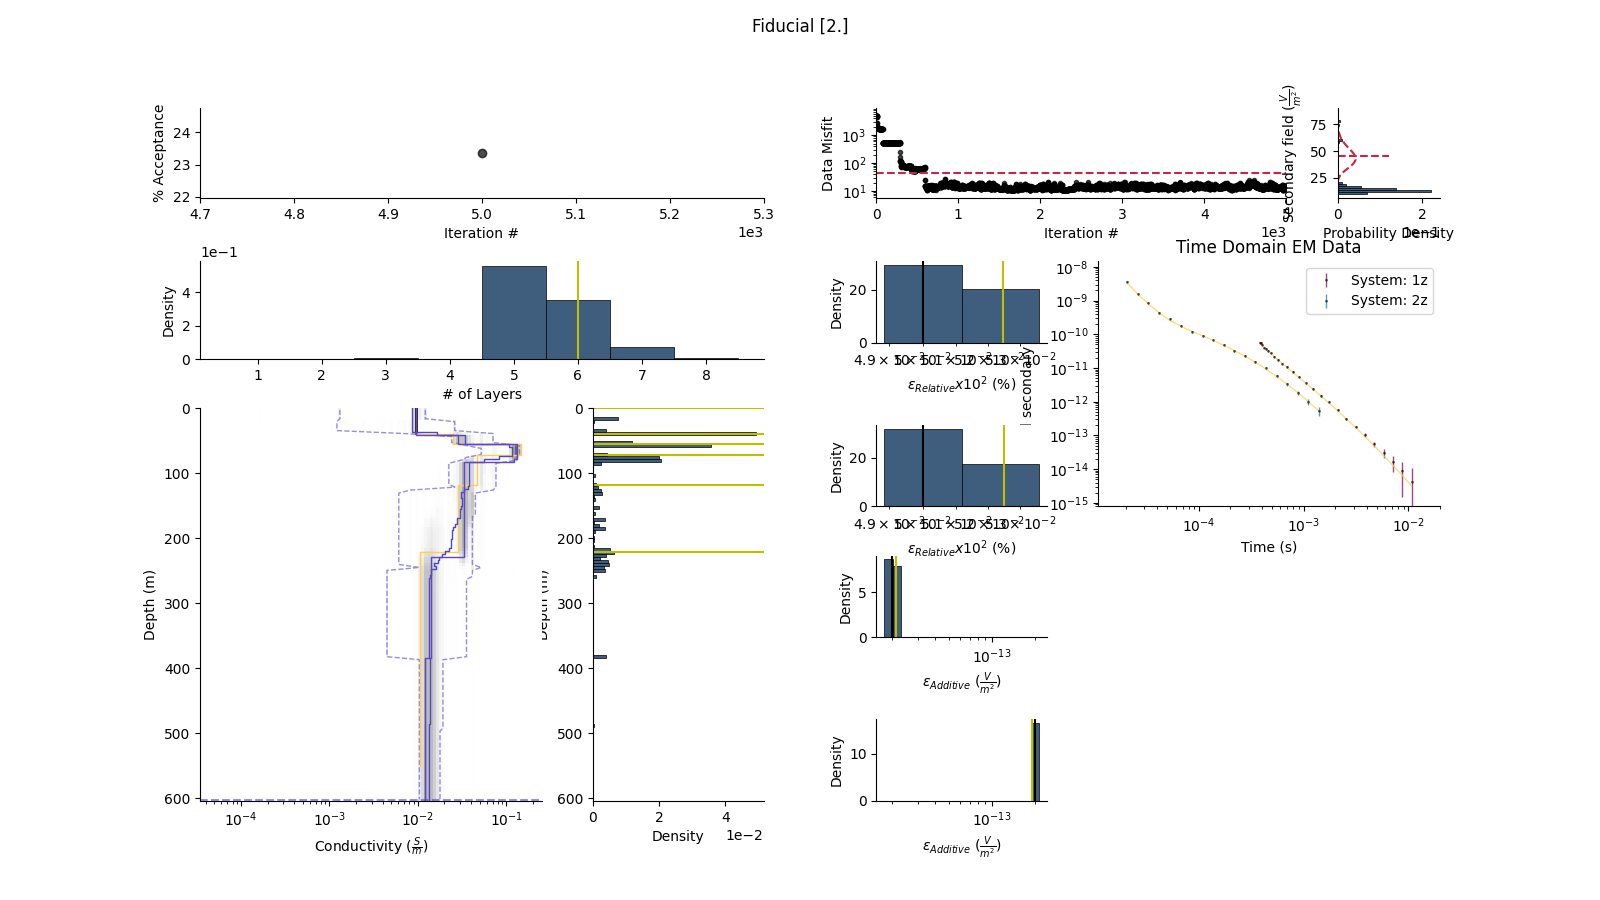 Fiducial [2.]
% Acceptance
24
23
22
4.7 4.8 4.9 5.0 5.1 5.2 5.3
Iteration #
1e3
Data Misfit
10³
10²
10¹
0 1 2 3 4
Iteration #
1e3
Secondary field (V/m²)
75
50
25
0 2
Probability Density
1e−1
1e−1
Density
4
2
0
1 2 3 4 5 6 7 8
# of Layers
Density
20
0
ε_Relative x10² (%)
Time Domain EM Data
System: 1z
System: 2z
10⁻⁸
10⁻⁹
10⁻¹⁰
10⁻¹¹
10⁻¹²
10⁻¹³
10⁻¹⁴
10⁻¹⁵
10⁻⁴ 10⁻³ 10⁻²
Time (s)
secondary
Depth (m)
0
100
200
300
400
500
600
10⁻⁴ 10⁻³ 10⁻² 10⁻¹
Conductivity (S/m)
Depth (m)
0
100
200
300
400
500
600
0 2 4
Density
1e−2
Density
20
0
ε_Relative x10² (%)
Density
5
0
10⁻¹³
ε_Additive (V/m²)
Density
10
0
10⁻¹³
ε_Additive (V/m²)